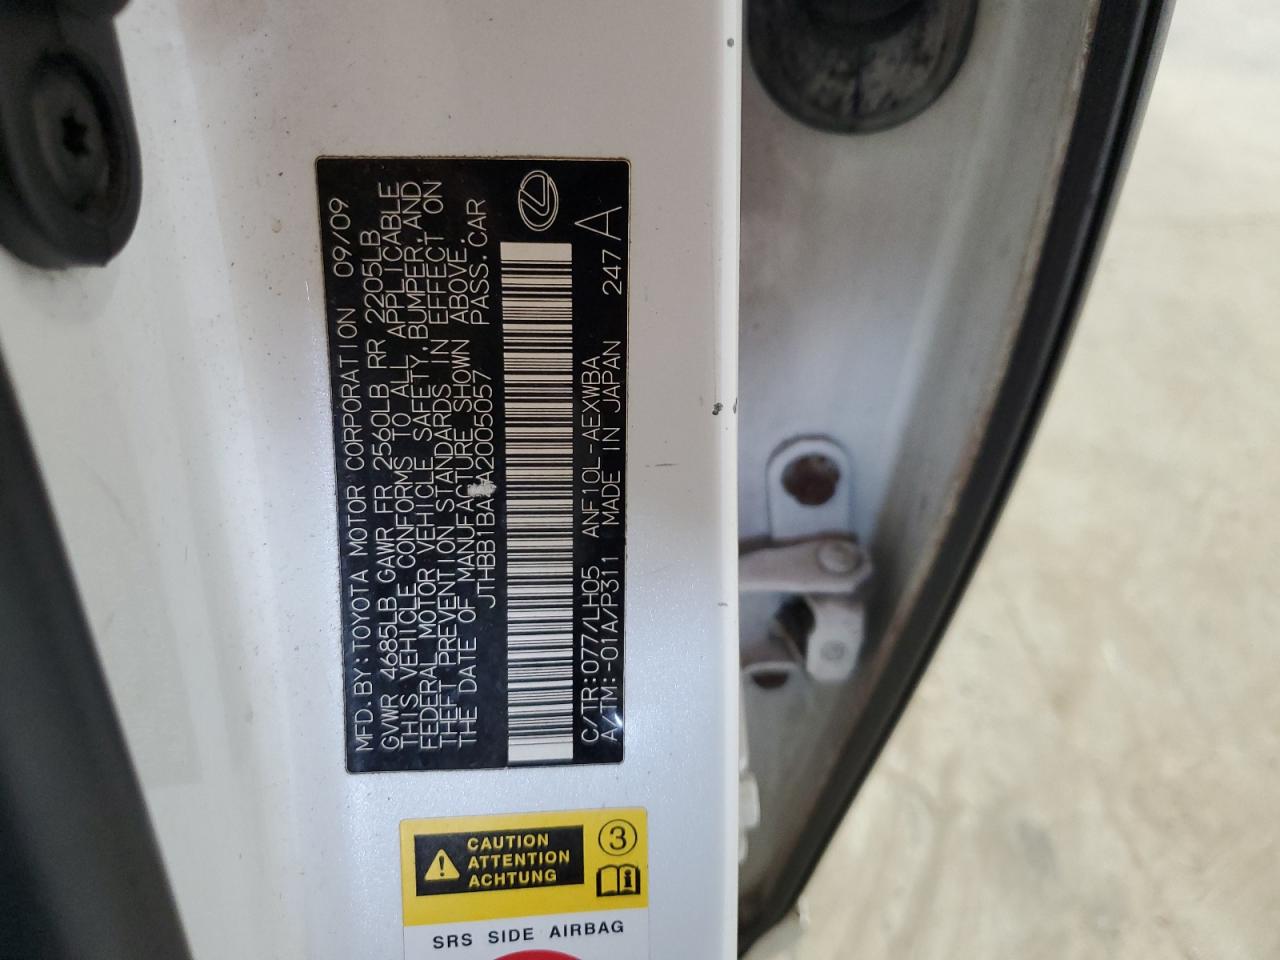 MFD.BY:TOYOTA MOTOR CORPORATION 09/09
GVWR 4685LB GAWR FR 2560LB RR 2205LB
THIS VEHICLE CONFORMS TO ALL APPLICABLE
FEDERAL MOTOR VEHICLE SAFETY,BUMPER,AND
THEFT PREVENTION STANDARDS IN EFFECT ON
THE DATE OF MANUFACTURE SHOWN ABOVE.
PASS.CAR
C/TR:077/LH05 ANF10L-AEXWBA 247
A/TM:-01A/P311 MADE IN JAPAN A
CAUTION
ATTENTION
ACHTUNG
3
SRS SIDE AIRBAG